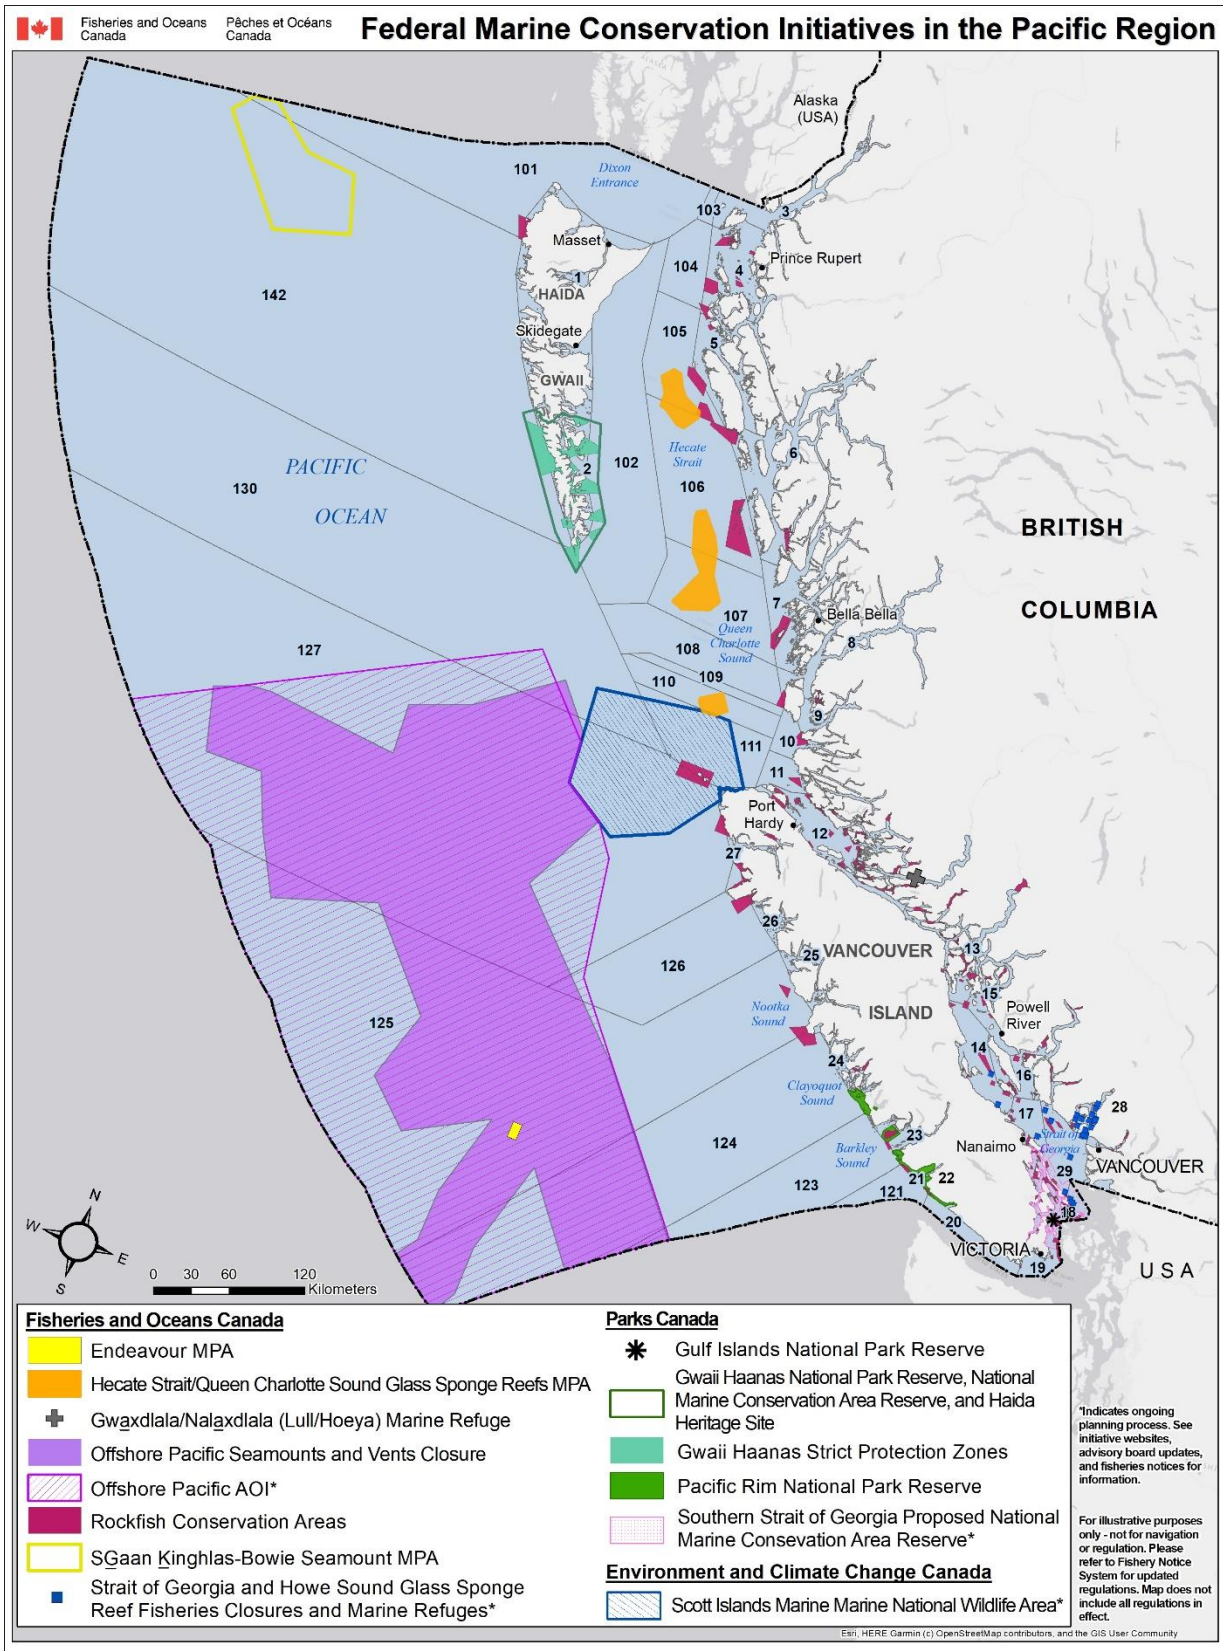 Fisheries and Oceans Canada
Pêches et Océans Canada
Federal Marine Conservation Initiatives in the Pacific Region
Alaska (USA)
101
Dixon Entrance
103
3
Masset
Prince Rupert
104
4
1
142
HAIDA
105
Skidegate
5
GWAII
6
Hecate Strait
2
102
PACIFIC
130
106
OCEAN
BRITISH
7
107
Bella Bella
COLUMBIA
Queen Charlotte Sound
8
127
108
110
109
9
111
10
11
Port Hardy
12
27
26
VANCOUVER
13
25
126
15
Nootka Sound
ISLAND
Powell River
125
14
24
16
Clayoquot Sound
17
28
23
Nanaimo
Strait of Georgia
124
Barkley Sound
VANCOUVER
29
21
22
123
121
18
20
VICTORIA
19
USA
N
W
E
S
0 30 60 120
Kilometers
Fisheries and Oceans Canada
Endeavour MPA
Hecate Strait/Queen Charlotte Sound Glass Sponge Reefs MPA
Gwaxdlala/Nalaxdlala (Lull/Hoeya) Marine Refuge
Offshore Pacific Seamounts and Vents Closure
Offshore Pacific AOI*
Rockfish Conservation Areas
SGaan Kinghlas-Bowie Seamount MPA
Strait of Georgia and Howe Sound Glass Sponge
Reef Fisheries Closures and Marine Refuges*
Parks Canada
Gulf Islands National Park Reserve
Gwaii Haanas National Park Reserve, National
Marine Conservation Area Reserve, and Haida
Heritage Site
Gwaii Haanas Strict Protection Zones
Pacific Rim National Park Reserve
Southern Strait of Georgia Proposed National
Marine Consevation Area Reserve*
Environment and Climate Change Canada
Scott Islands Marine Marine National Wildlife Area*
*Indicates ongoing
planning process. See
initiative websites,
advisory board updates,
and fisheries notices for
information.
For illustrative purposes
only - not for navigation
or regulation. Please
refer to Fishery Notice
System for updated
regulations. Map does not
include all regulations in
effect.
Esri, HERE Garmin (c) OpenStreetMap contributors, and the GIS User Community